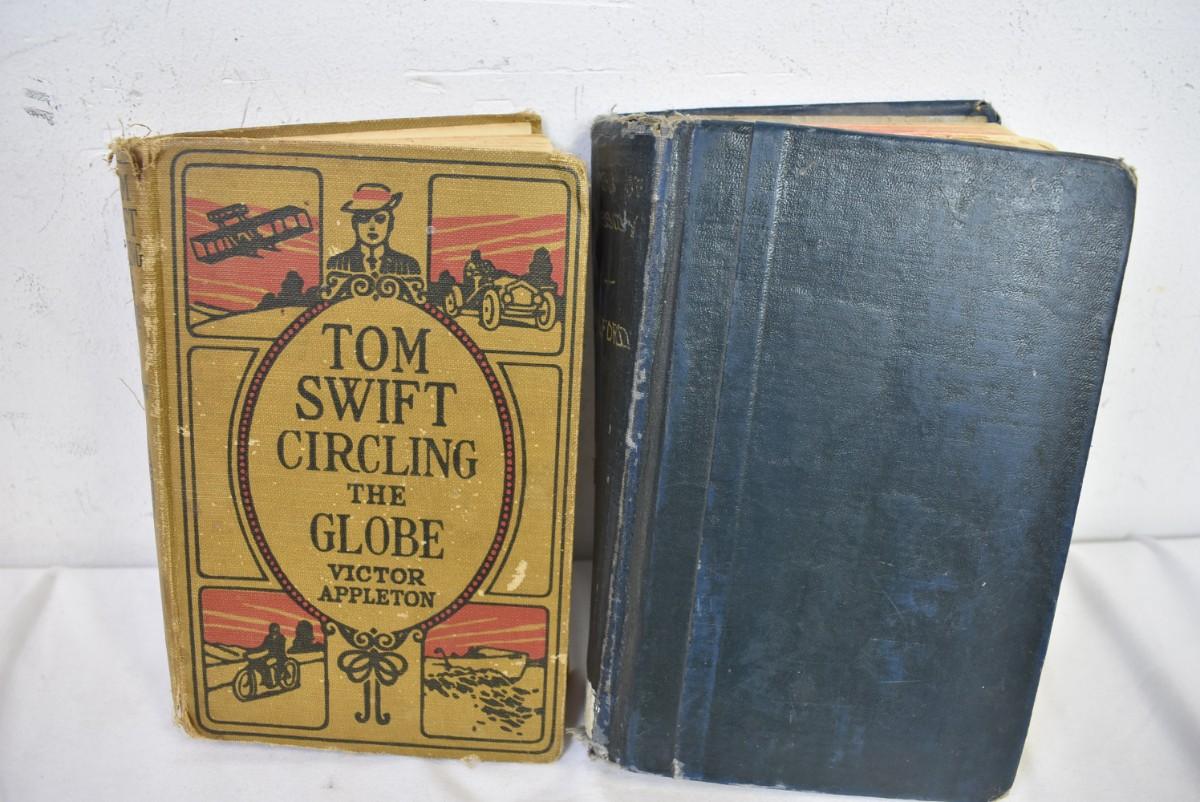 TOM
SWIFT
CIRCLING
THE
GLOBE
VICTOR
APPLETON